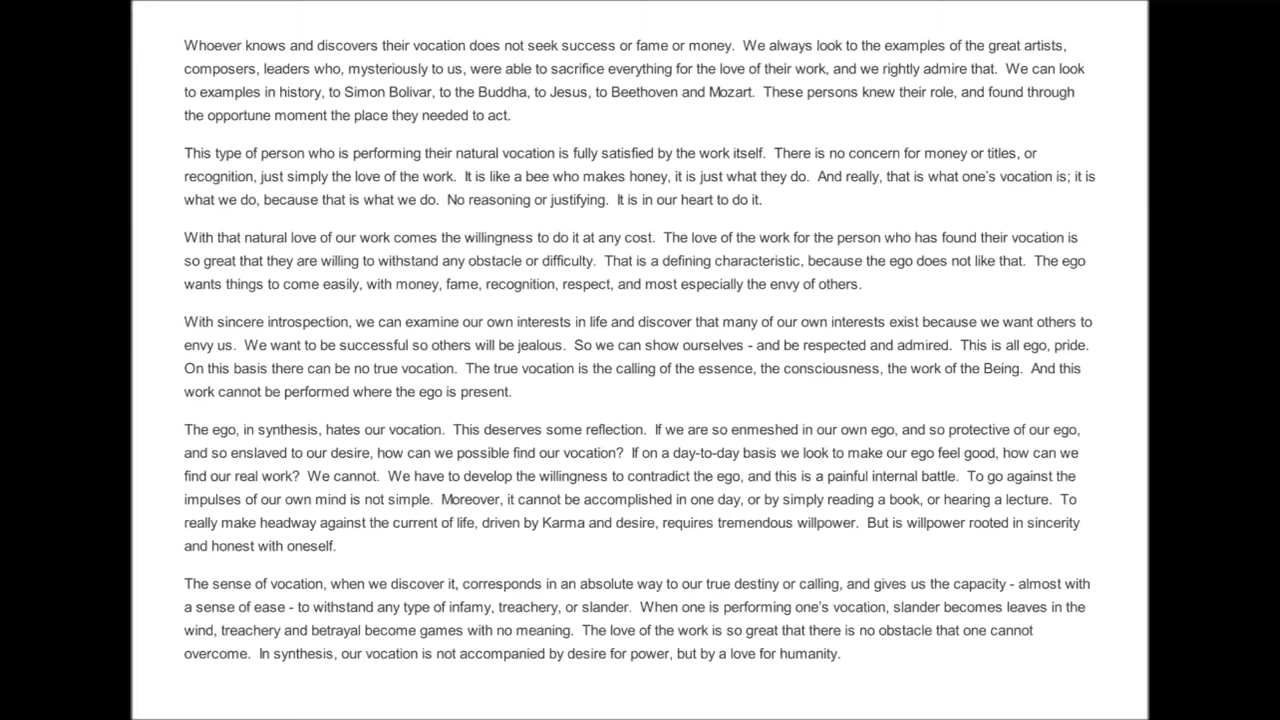 Whoever knows and discovers their vocation does not seek success or fame or money.  We always look to the examples of the great artists,
composers, leaders who, mysteriously to us, were able to sacrifice everything for the love of their work, and we rightly admire that.  We can look
to examples in history, to Simon Bolivar, to the Buddha, to Jesus, to Beethoven and Mozart.  These persons knew their role, and found through
the opportune moment the place they needed to act.
This type of person who is performing their natural vocation is fully satisfied by the work itself.  There is no concern for money or titles, or
recognition, just simply the love of the work.  It is like a bee who makes honey, it is just what they do.  And really, that is what one's vocation is; it is
what we do, because that is what we do.  No reasoning or justifying.  It is in our heart to do it.
With that natural love of our work comes the willingness to do it at any cost.  The love of the work for the person who has found their vocation is
so great that they are willing to withstand any obstacle or difficulty.  That is a defining characteristic, because the ego does not like that.  The ego
wants things to come easily, with money, fame, recognition, respect, and most especially the envy of others.
With sincere introspection, we can examine our own interests in life and discover that many of our own interests exist because we want others to
envy us.  We want to be successful so others will be jealous.  So we can show ourselves - and be respected and admired.  This is all ego, pride.
On this basis there can be no true vocation.  The true vocation is the calling of the essence, the consciousness, the work of the Being.  And this
work cannot be performed where the ego is present.
The ego, in synthesis, hates our vocation.  This deserves some reflection.  If we are so enmeshed in our own ego, and so protective of our ego,
and so enslaved to our desire, how can we possible find our vocation?  If on a day-to-day basis we look to make our ego feel good, how can we
find our real work?  We cannot.  We have to develop the willingness to contradict the ego, and this is a painful internal battle.  To go against the
impulses of our own mind is not simple.  Moreover, it cannot be accomplished in one day, or by simply reading a book, or hearing a lecture.  To
really make headway against the current of life, driven by Karma and desire, requires tremendous willpower.  But is willpower rooted in sincerity
and honest with oneself.
The sense of vocation, when we discover it, corresponds in an absolute way to our true destiny or calling, and gives us the capacity - almost with
a sense of ease - to withstand any type of infamy, treachery, or slander.  When one is performing one's vocation, slander becomes leaves in the
wind, treachery and betrayal become games with no meaning.  The love of the work is so great that there is no obstacle that one cannot
overcome.  In synthesis, our vocation is not accompanied by desire for power, but by a love for humanity.